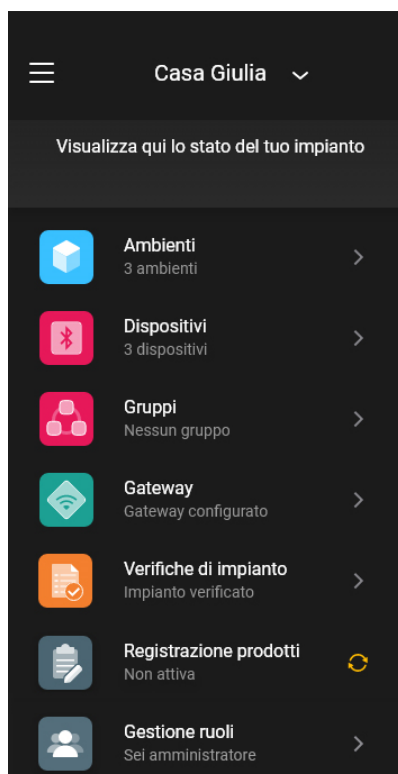 Casa Giulia
Visualizza qui lo stato del tuo impianto
Ambienti
3 ambienti
Dispositivi
3 dispositivi
Gruppi
Nessun gruppo
Gateway
Gateway configurato
Verifiche di impianto
Impianto verificato
Registrazione prodotti
Non attiva
Gestione ruoli
Sei amministratore